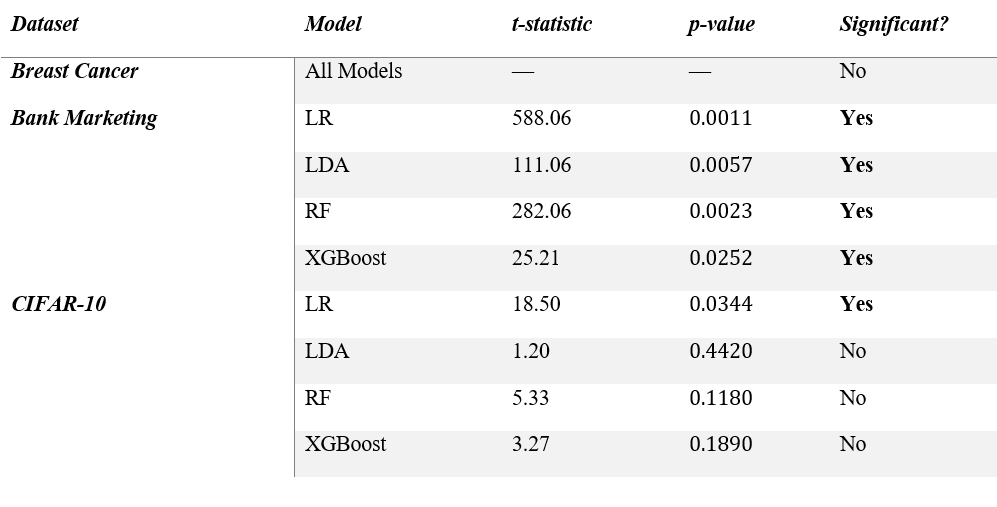 Dataset Model t-statistic p-value Significant?
Breast Cancer All Models — — No
Bank Marketing LR 588.06 0.0011 Yes
LDA 111.06 0.0057 Yes
RF 282.06 0.0023 Yes
XGBoost 25.21 0.0252 Yes
CIFAR-10 LR 18.50 0.0344 Yes
LDA 1.20 0.4420 No
RF 5.33 0.1180 No
XGBoost 3.27 0.1890 No